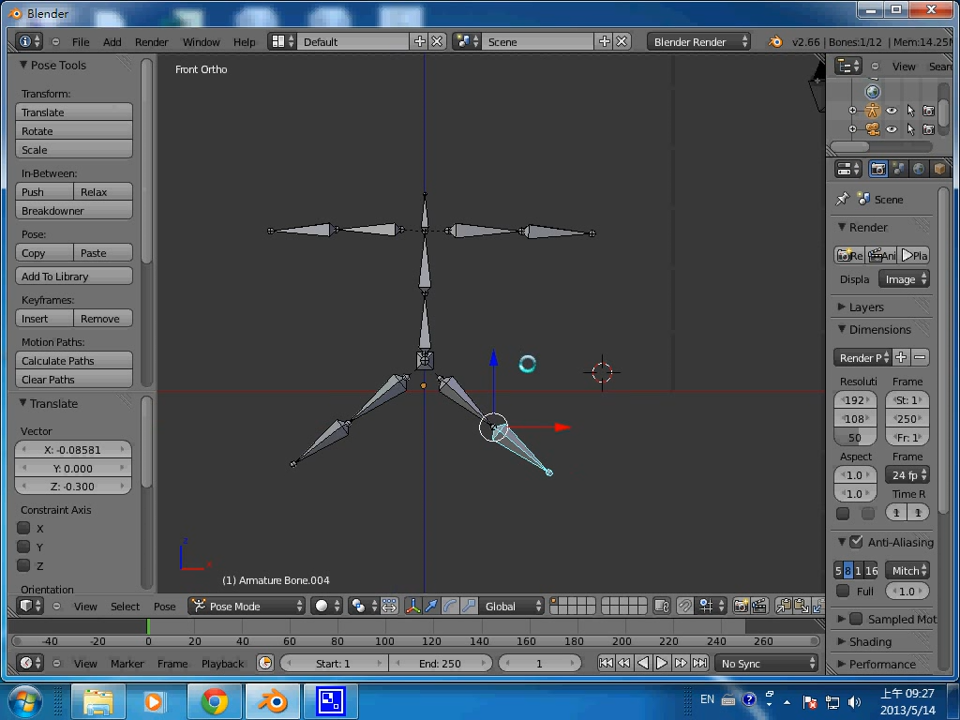 Blender
File Add Render Window Help Default Scene Blender Render v2.66 | Bones:1/12 | Mem:14.25
Pose Tools
Transform:
Translate
Rotate
Scale
In-Between:
Push Relax
Breakdowner
Pose:
Copy Paste
Add To Library
Keyframes:
Insert Remove
Motion Paths:
Calculate Paths
Clear Paths
Translate
Vector
X: -0.08581
Y: 0.000
Z: -0.300
Constraint Axis
X
Y
Z
Orientation
Front Ortho
z
x
(1) Armature Bone.004
View Select Pose Pose Mode Global
View Sear
Scene
Render
Re Ani Pla
Displa Image
Layers
Dimensions
Render P
Resoluti Frame
192 St: 1
108 250
50 Fr: 1
Aspect Frame
1.0 24 fp
1.0 Time R
1 1
Anti-Aliasing
5 8 1 16 Mitch
Full 1.0
Sampled Mot
Shading
Performance
-40 -20 0 20 40 60 80 100 120 140 160 180 200 220 240 260
View Marker Frame Playback Start: 1 End: 250 1 No Sync
EN
上午 09:27
2013/5/14